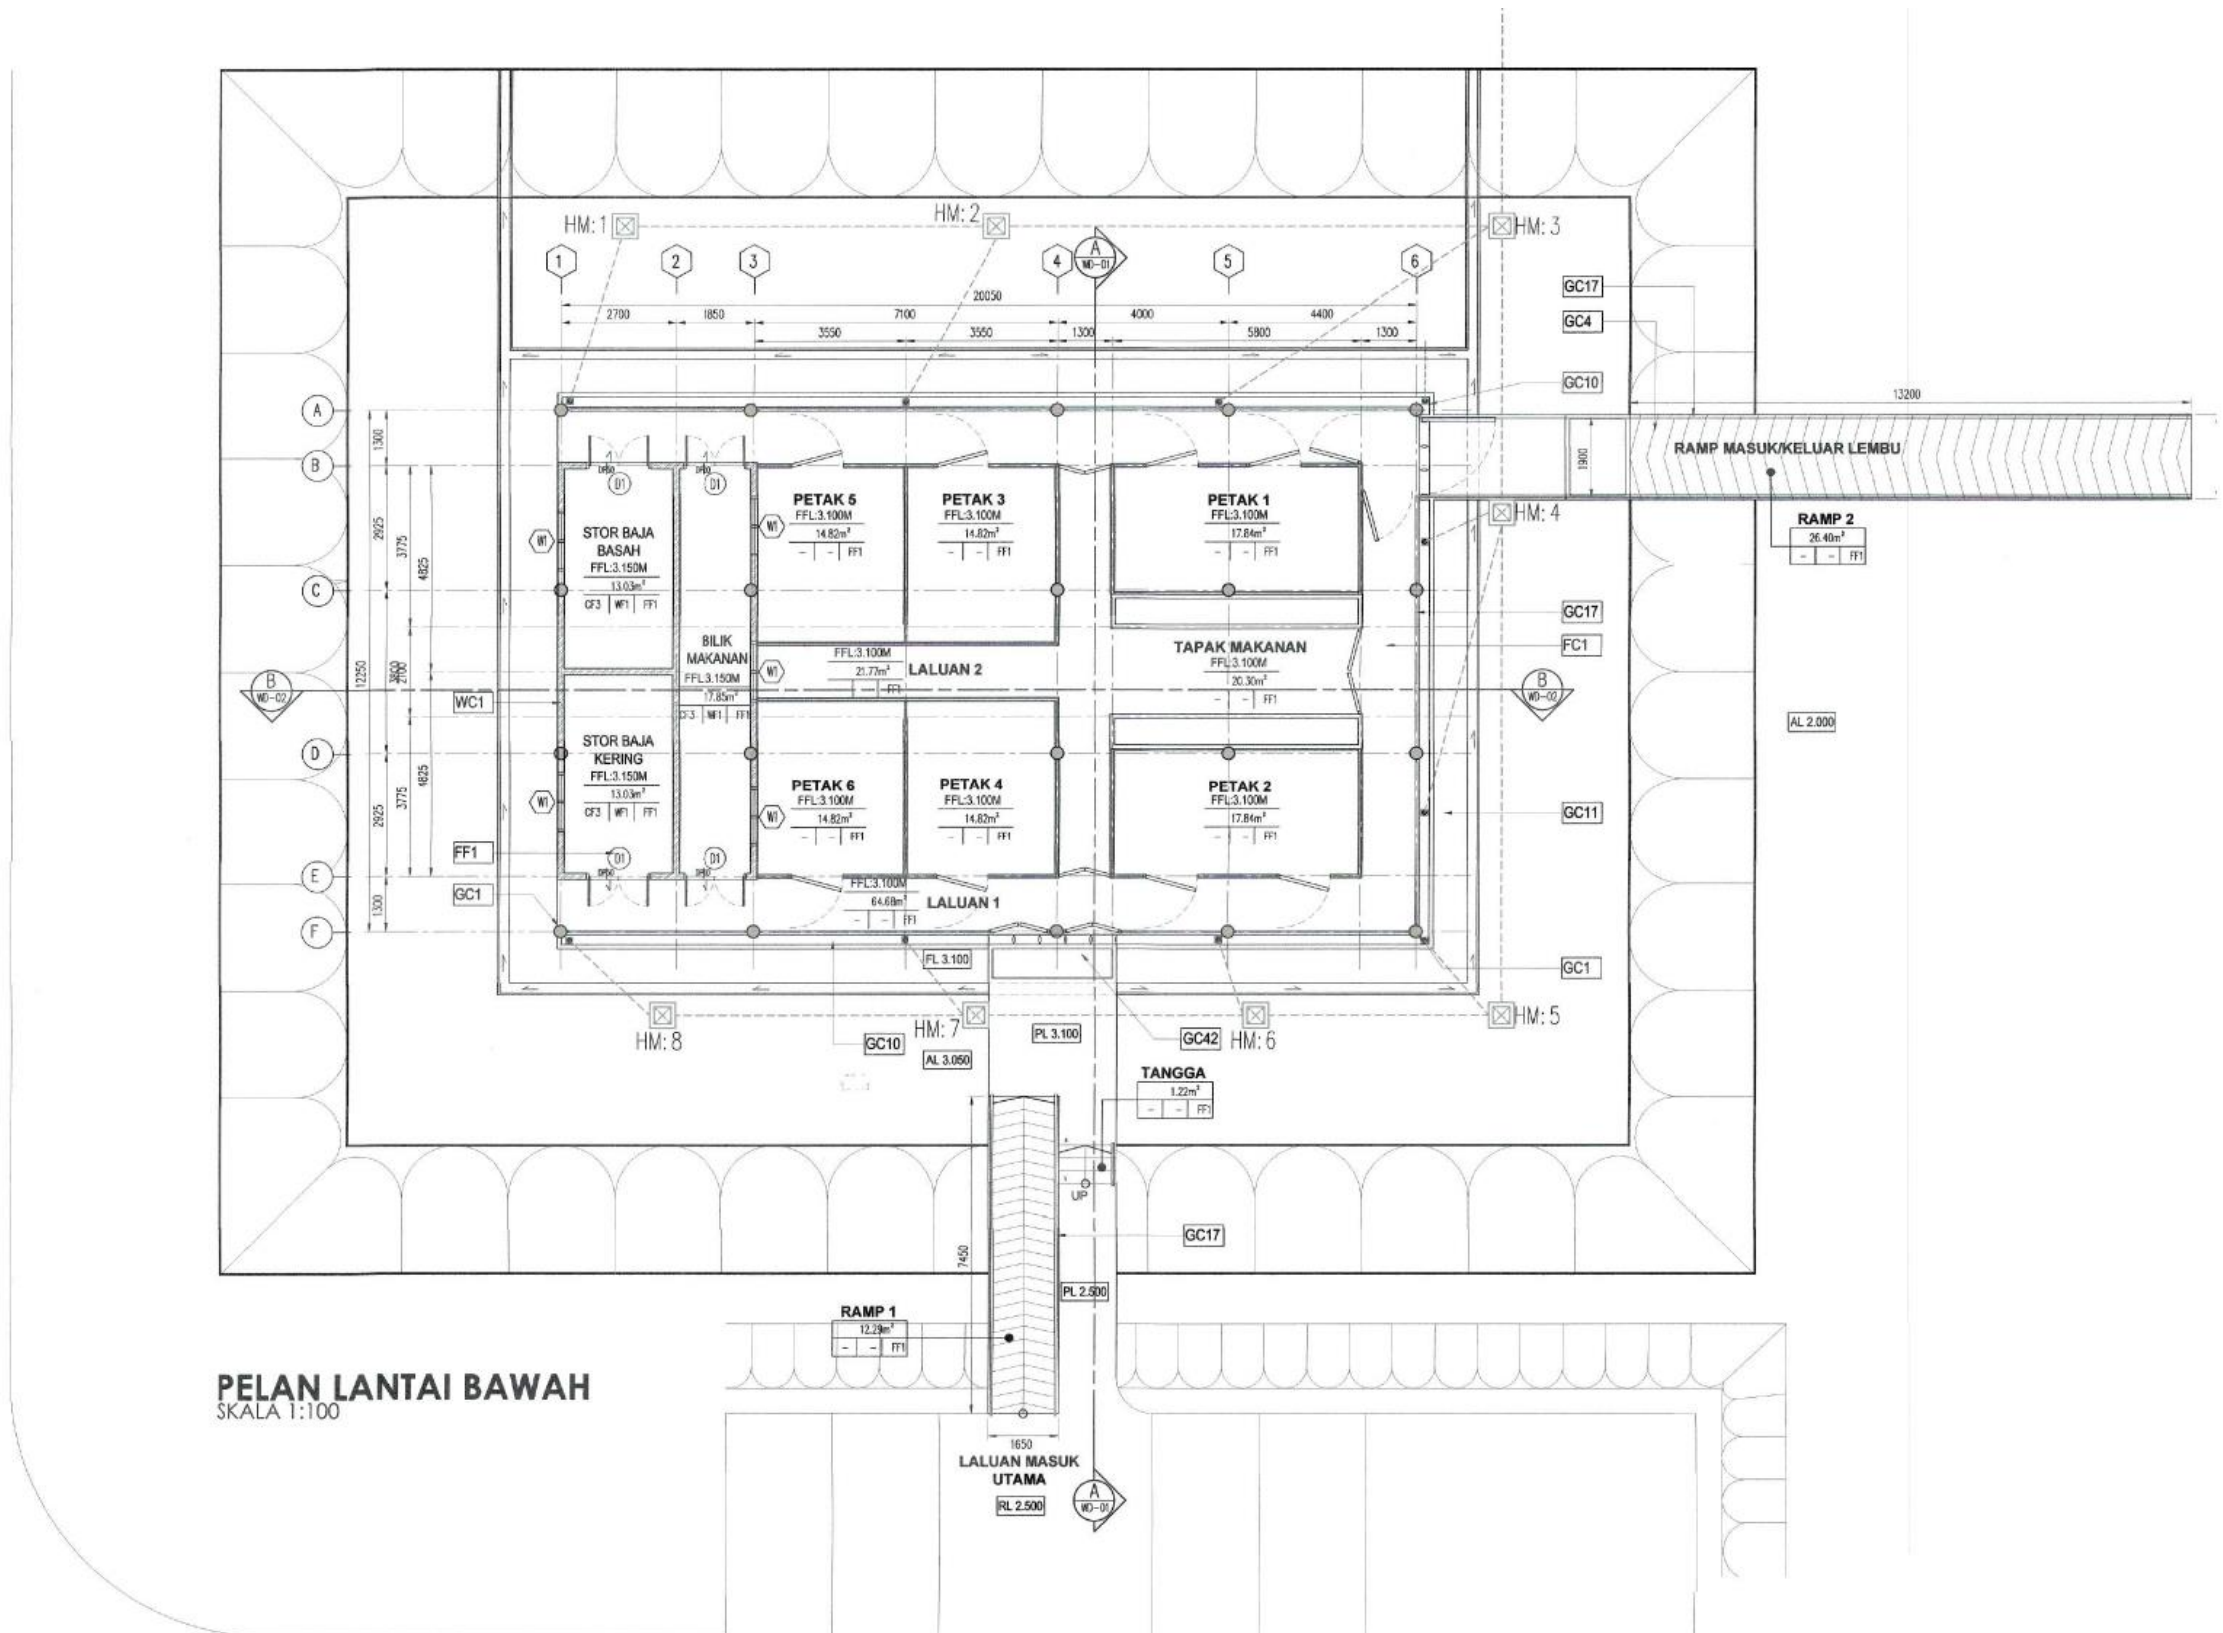 HM: 1
HM: 2
HM: 3
A
WD-01
1
2
3
4
5
6
20050
2700
1850
7100
4000
4400
3550
3550
1300
5800
1300
GC17
GC4
GC10
13200
A
B
C
D
E
F
1300
2925
3775
4825
12250
2925
3775
4825
1300
RAMP MASUK/KELUAR LEMBU
1900
RAMP 2
26.40m²
- - FF1
HM: 4
D1
D1
W1
STOR BAJA
BASAH
FFL:3.150M
13.03m²
CF3 WF1 FF1
PETAK 5
FFL:3.100M
14.82m²
- - FF1
W1
PETAK 3
FFL:3.100M
14.82m²
- - FF1
PETAK 1
FFL:3.100M
17.84m²
- - FF1
BILIK
MAKANAN
FFL:3.150M
17.85m²
CF3 WF1 FF1
W1
FFL:3.100M
21.77m²
- FF1
LALUAN 2
TAPAK MAKANAN
FFL:3.100M
20.30m²
- - FF1
GC17
FC1
B
WD-02
B
WD-02
AL 2.000
WC1
STOR BAJA
KERING
FFL:3.150M
13.03m²
CF3 WF1 FF1
W1
PETAK 6
FFL:3.100M
14.82m²
- - FF1
W1
PETAK 4
FFL:3.100M
14.82m²
- - FF1
PETAK 2
FFL:3.100M
17.84m²
- - FF1
GC11
FF1
D1
D1
GC1
FFL:3.100M
64.68m²
- - FF1
LALUAN 1
FL 3.100
GC1
HM: 8
HM: 7
HM: 6
HM: 5
GC10
AL 3.050
PL 3.100
GC42
TANGGA
1.22m²
- - FF1
UP
GC17
7450
PL 2.500
RAMP 1
12.29m²
- - FF1
PELAN LANTAI BAWAH
SKALA 1:100
1650
LALUAN MASUK
UTAMA
RL 2.500
A
WD-01